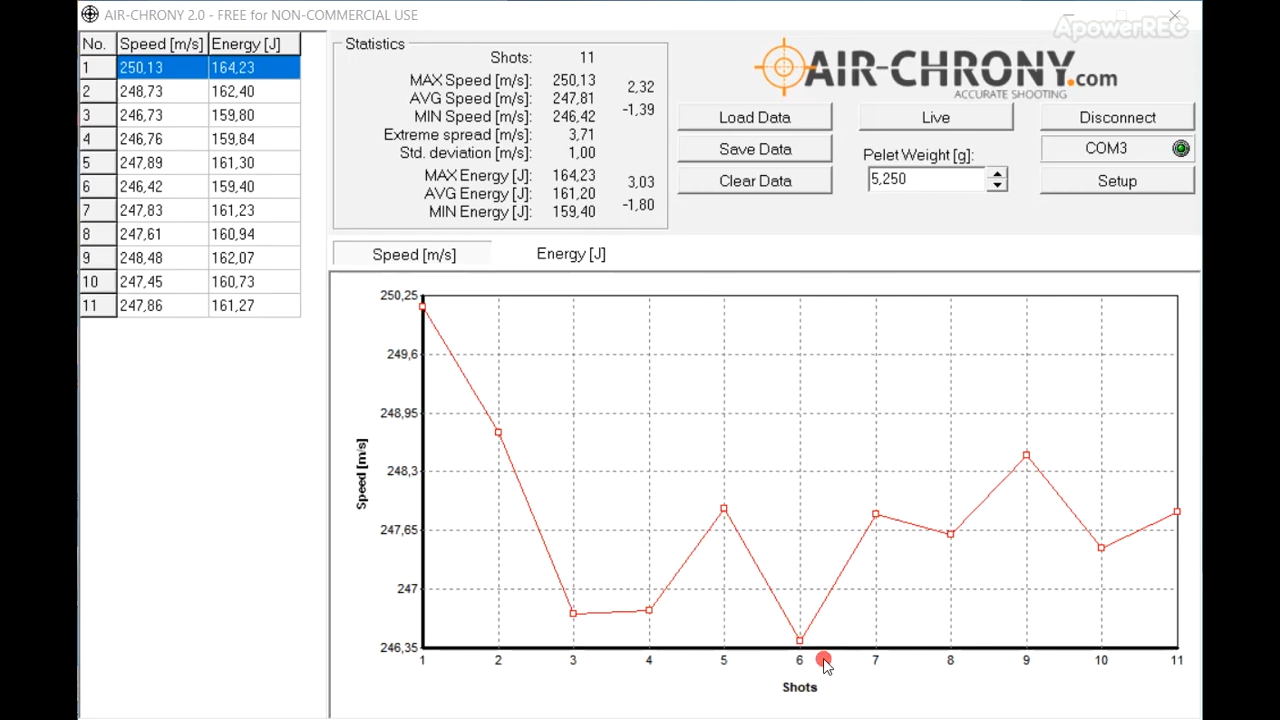 AIR-CHRONY 2.0 - FREE for NON-COMMERCIAL USE
ApowerREC
No. Speed [m/s] Energy [J]
1 250,13 164,23
2 248,73 162,40
3 246,73 159,80
4 246,76 159,84
5 247,89 161,30
6 246,42 159,40
7 247,83 161,23
8 247,61 160,94
9 248,48 162,07
10 247,45 160,73
11 247,86 161,27
Statistics
Shots: 11
MAX Speed [m/s]: 250,13 2,32
AVG Speed [m/s]: 247,81
MIN Speed [m/s]: 246,42 -1,39
Extreme spread [m/s]: 3,71
Std. deviation [m/s]: 1,00
MAX Energy [J]: 164,23 3,03
AVG Energy [J]: 161,20
MIN Energy [J]: 159,40 -1,80
AIR-CHRONY.com
ACCURATE SHOOTING
Load Data Live Disconnect
Save Data Pelet Weight [g]: COM3
Clear Data 5,250 Setup
Speed [m/s] Energy [J]
250,25
249,6
248,95
248,3
247,65
247
246,35
Speed [m/s]
1 2 3 4 5 6 7 8 9 10 11
Shots